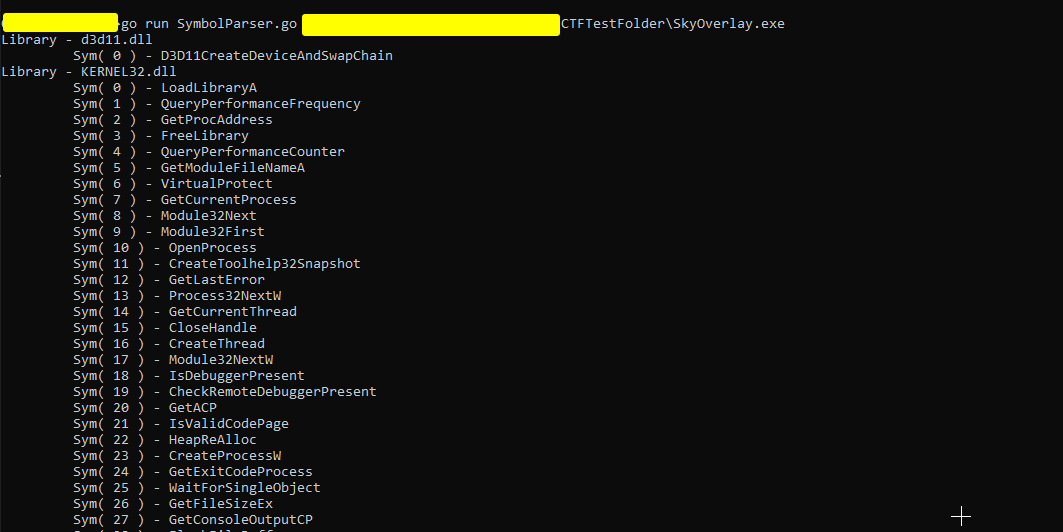 go run SymbolParser.go CTFTestFolder\SkyOverlay.exe
Library - d3d11.dll
Sym( 0 ) - D3D11CreateDeviceAndSwapChain
Library - KERNEL32.dll
Sym( 0 ) - LoadLibraryA
Sym( 1 ) - QueryPerformanceFrequency
Sym( 2 ) - GetProcAddress
Sym( 3 ) - FreeLibrary
Sym( 4 ) - QueryPerformanceCounter
Sym( 5 ) - GetModuleFileNameA
Sym( 6 ) - VirtualProtect
Sym( 7 ) - GetCurrentProcess
Sym( 8 ) - Module32Next
Sym( 9 ) - Module32First
Sym( 10 ) - OpenProcess
Sym( 11 ) - CreateToolhelp32Snapshot
Sym( 12 ) - GetLastError
Sym( 13 ) - Process32NextW
Sym( 14 ) - GetCurrentThread
Sym( 15 ) - CloseHandle
Sym( 16 ) - CreateThread
Sym( 17 ) - Module32NextW
Sym( 18 ) - IsDebuggerPresent
Sym( 19 ) - CheckRemoteDebuggerPresent
Sym( 20 ) - GetACP
Sym( 21 ) - IsValidCodePage
Sym( 22 ) - HeapReAlloc
Sym( 23 ) - CreateProcessW
Sym( 24 ) - GetExitCodeProcess
Sym( 25 ) - WaitForSingleObject
Sym( 26 ) - GetFileSizeEx
Sym( 27 ) - GetConsoleOutputCP